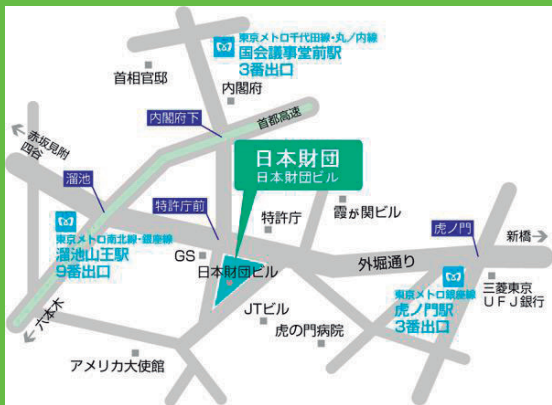 東京メトロ千代田線・丸ノ内線
国会議事堂前駅
3番出口
首相官邸
内閣府
内閣府下
首都高速
赤坂見附
四谷
日本財団
日本財団ビル
溜池
特許庁前
特許庁
霞が関ビル
虎ノ門
新橋
東京メトロ南北線・銀座線
溜池山王駅
9番出口
GS
日本財団ビル
外堀通り
東京メトロ銀座線
虎ノ門駅
3番出口
三菱東京
UFJ銀行
六本木
JTビル
虎の門病院
アメリカ大使館